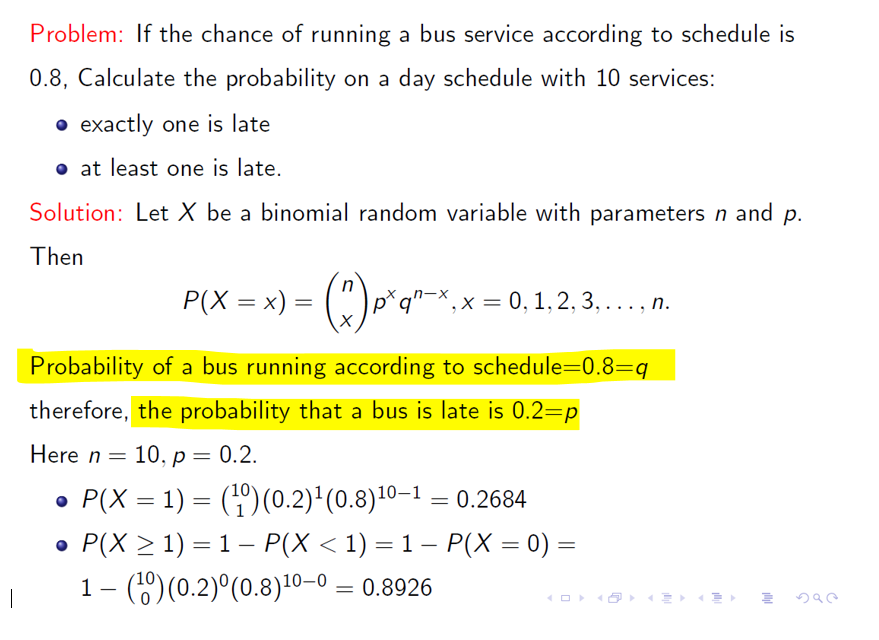 Problem: If the chance of running a bus service according to schedule is
0.8, Calculate the probability on a day schedule with 10 services:
• exactly one is late
• at least one is late.
Solution: Let X be a binomial random variable with parameters n and p.
Then
P(X = x) = \binom{n}{x} p^x q^{n−x}, x = 0, 1, 2, 3, . . . , n.
Probability of a bus running according to schedule=0.8=q
therefore, the probability that a bus is late is 0.2=p
Here n = 10, p = 0.2.
• P(X = 1) = \binom{10}{1}(0.2)^1(0.8)^{10−1} = 0.2684
• P(X ≥ 1) = 1 − P(X < 1) = 1 − P(X = 0) =
1 − \binom{10}{0}(0.2)^0(0.8)^{10−0} = 0.8926